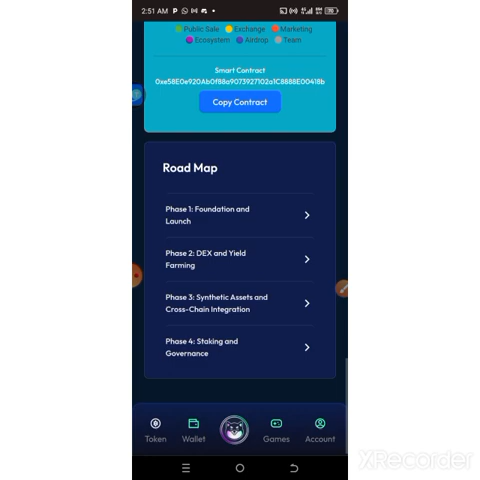 2:51 AM
Public Sale Exchange Marketing
Ecosystem Airdrop Team
Smart Contract
0xe58E0e920Ab0f88a9073927102a1C8888E00418b
Copy Contract
Road Map
Phase 1: Foundation and
Launch
Phase 2: DEX and Yield
Farming
Phase 3: Synthetic Assets and
Cross-Chain Integration
Phase 4: Staking and
Governance
Token Wallet Games Account
XRecorder